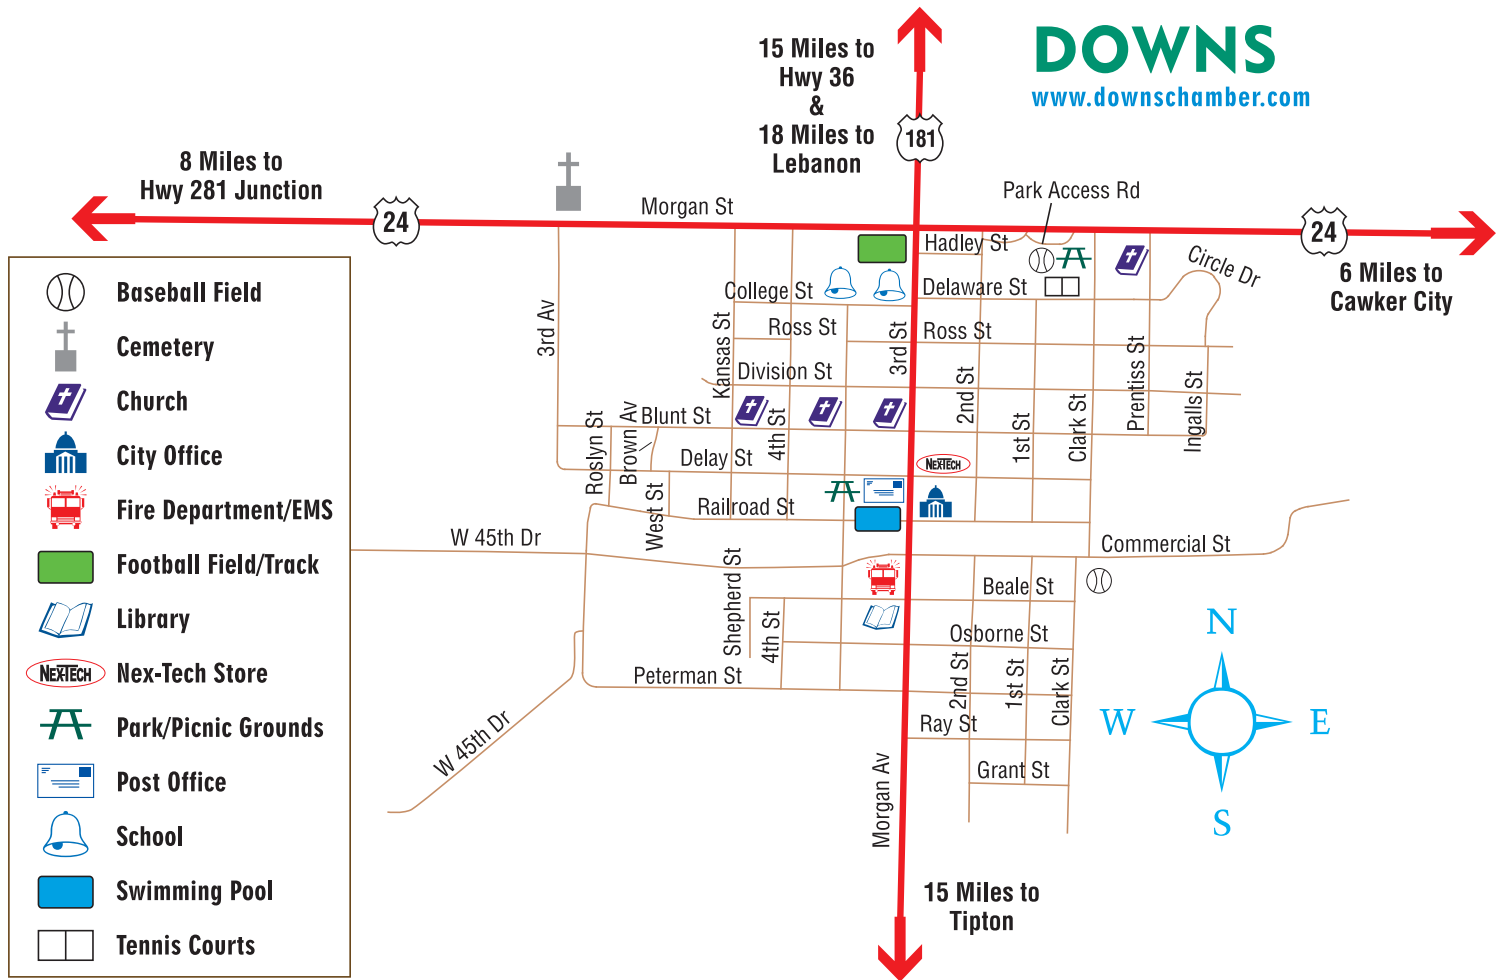 DOWNS
www.downschamber.com
15 Miles to
Hwy 36
&
18 Miles to
Lebanon
181
8 Miles to
Hwy 281 Junction
24
Morgan St
Park Access Rd
24
6 Miles to
Cawker City
Hadley St
Circle Dr
College St
Delaware St
3rd Av
Kansas St
Ross St
3rd St
Ross St
Division St
2nd St
Prentiss St
Ingalls St
Roslyn St
Brown Av
Blunt St
4th St
1st St
Clark St
Delay St
NEX-TECH
West St
Railroad St
W 45th Dr
Commercial St
Shepherd St
Beale St
4th St
Osborne St
Peterman St
2nd St
1st St
Clark St
Ray St
W 45th Dr
Grant St
Morgan Av
15 Miles to
Tipton
N
W
E
S
Baseball Field
Cemetery
Church
City Office
Fire Department/EMS
Football Field/Track
Library
NEX-TECH
Nex-Tech Store
Park/Picnic Grounds
Post Office
School
Swimming Pool
Tennis Courts